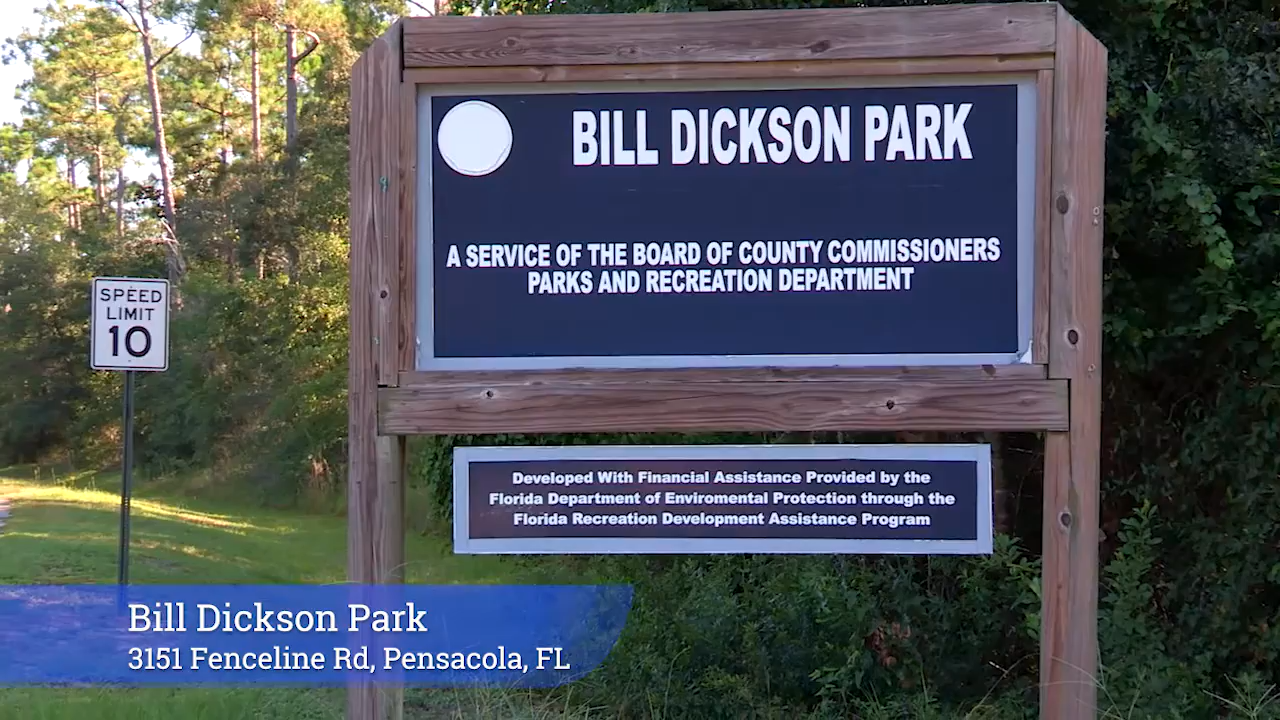 BILL DICKSON PARK
A SERVICE OF THE BOARD OF COUNTY COMMISSIONERS
PARKS AND RECREATION DEPARTMENT
SPEED
LIMIT
10
Developed With Financial Assistance Provided by the
Florida Department of Enviromental Protection through the
Florida Recreation Development Assistance Program
Bill Dickson Park
3151 Fenceline Rd, Pensacola, FL